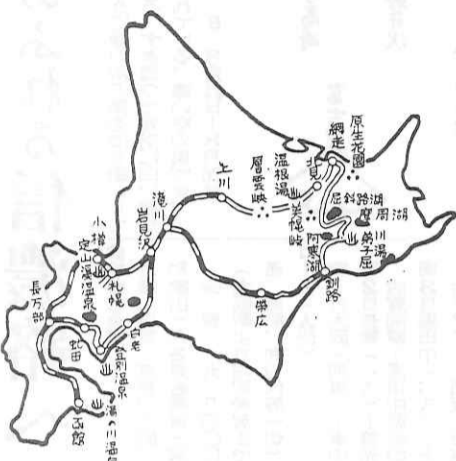 原生花園
網走
北見
温根湯
層雲峡
上川
滝川
岩見沢
美幌峠
屈斜路湖
摩周湖
川湯
弟子屈
阿寒湖
釧路
帯広
小樽
定山渓温泉
札幌
白老
登別温泉
虻田
長万部
湯の川温泉
函館